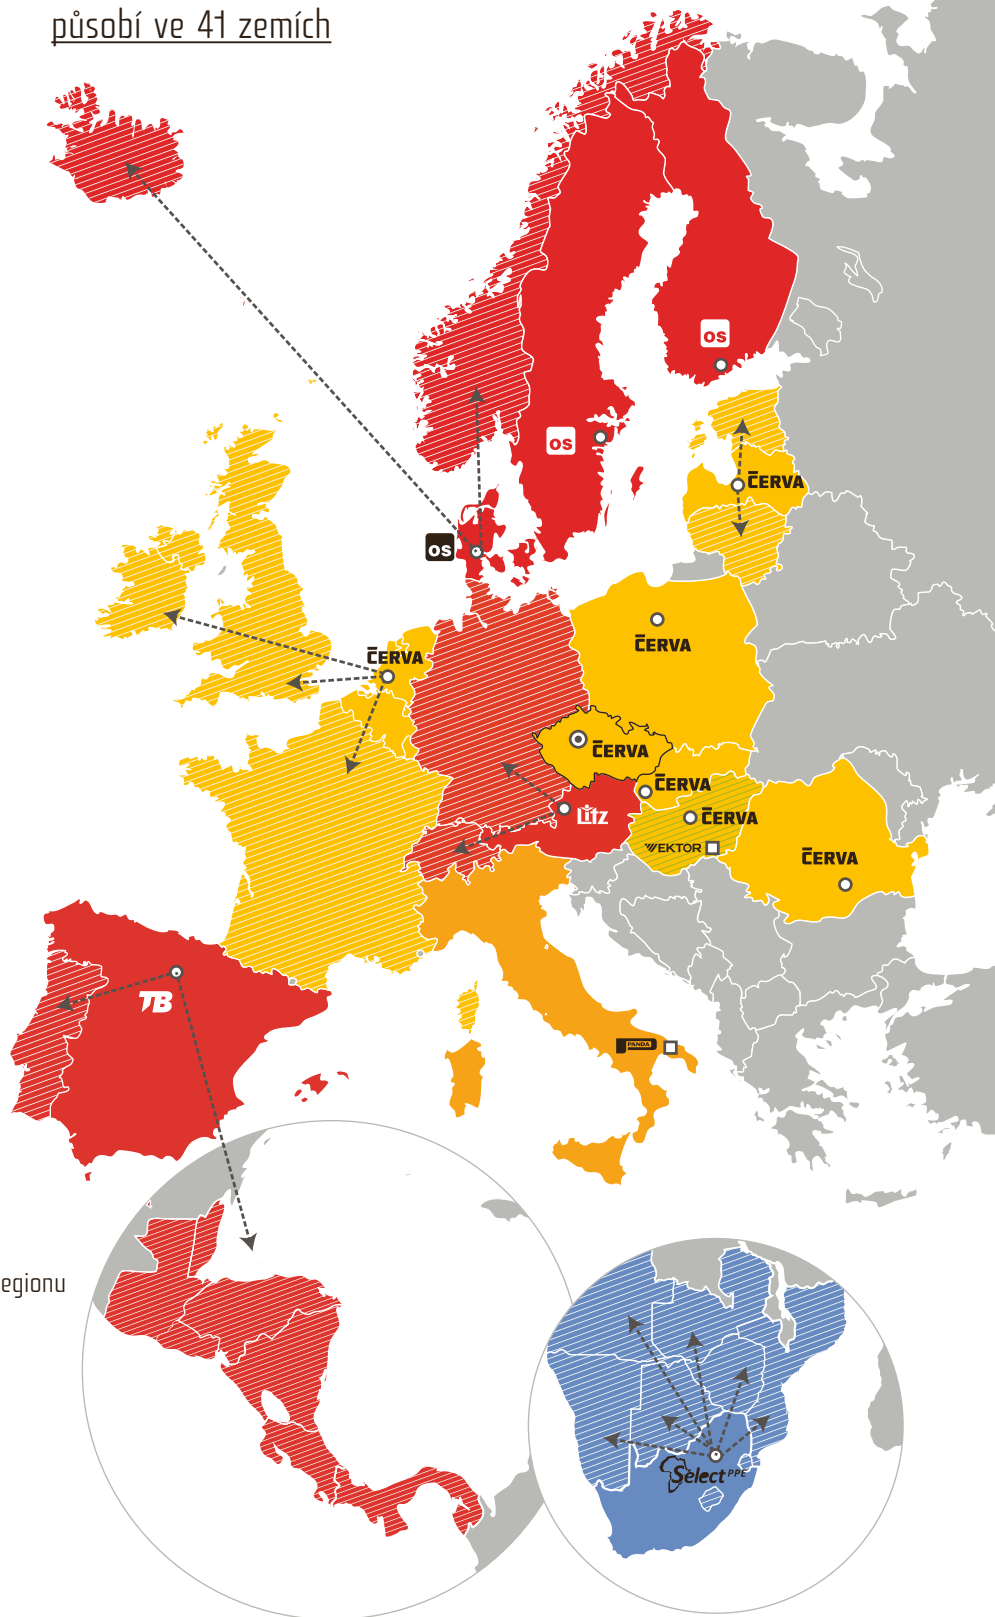 působí ve 41 zemích
os
os
ČERVA
os
ČERVA
ČERVA
ČERVA
ČERVA
Lütz
ČERVA
VEKTOR
ČERVA
TB
PANDA
egionu
Select PPE